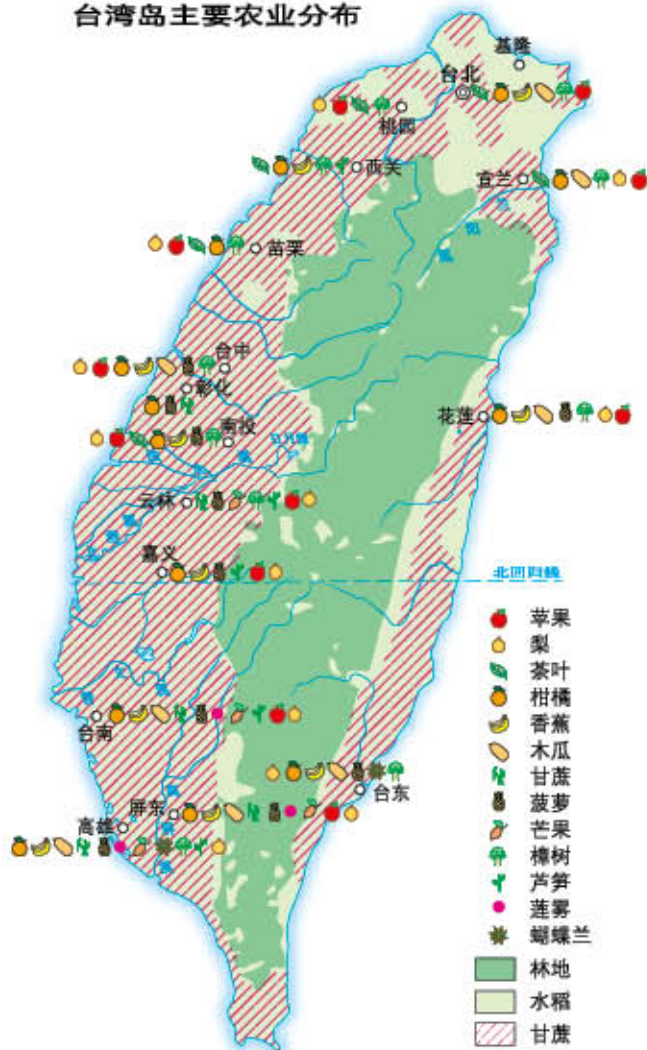 台湾岛主要农业分布
基隆
台北
桃园
西关
宜兰
苗栗
台中
彰化
花莲
南投
日月潭
云林
嘉义
北回归线
台南
台东
屏东
高雄
苹果
梨
茶叶
柑橘
香蕉
木瓜
甘蔗
菠萝
芒果
樟树
芦笋
莲雾
蝴蝶兰
林地
水稻
甘蔗